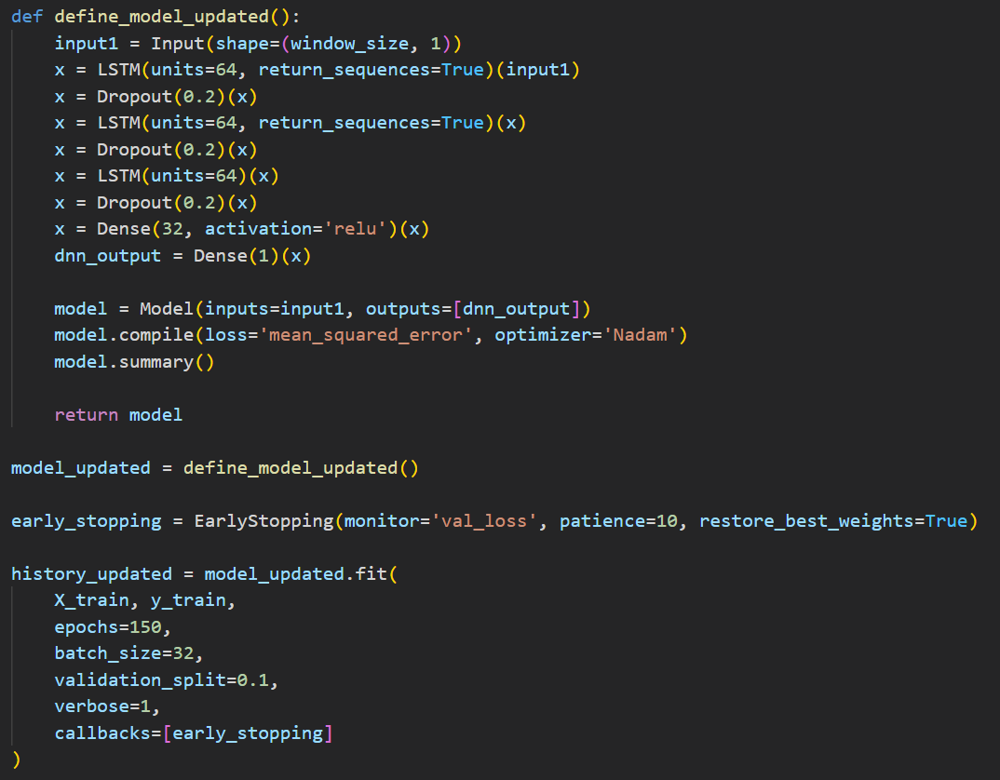 def define_model_updated():
    input1 = Input(shape=(window_size, 1))
    x = LSTM(units=64, return_sequences=True)(input1)
    x = Dropout(0.2)(x)
    x = LSTM(units=64, return_sequences=True)(x)
    x = Dropout(0.2)(x)
    x = LSTM(units=64)(x)
    x = Dropout(0.2)(x)
    x = Dense(32, activation='relu')(x)
    dnn_output = Dense(1)(x)

    model = Model(inputs=input1, outputs=[dnn_output])
    model.compile(loss='mean_squared_error', optimizer='Nadam')
    model.summary()

    return model

model_updated = define_model_updated()

early_stopping = EarlyStopping(monitor='val_loss', patience=10, restore_best_weights=True)

history_updated = model_updated.fit(
    X_train, y_train,
    epochs=150,
    batch_size=32,
    validation_split=0.1,
    verbose=1,
    callbacks=[early_stopping]
)